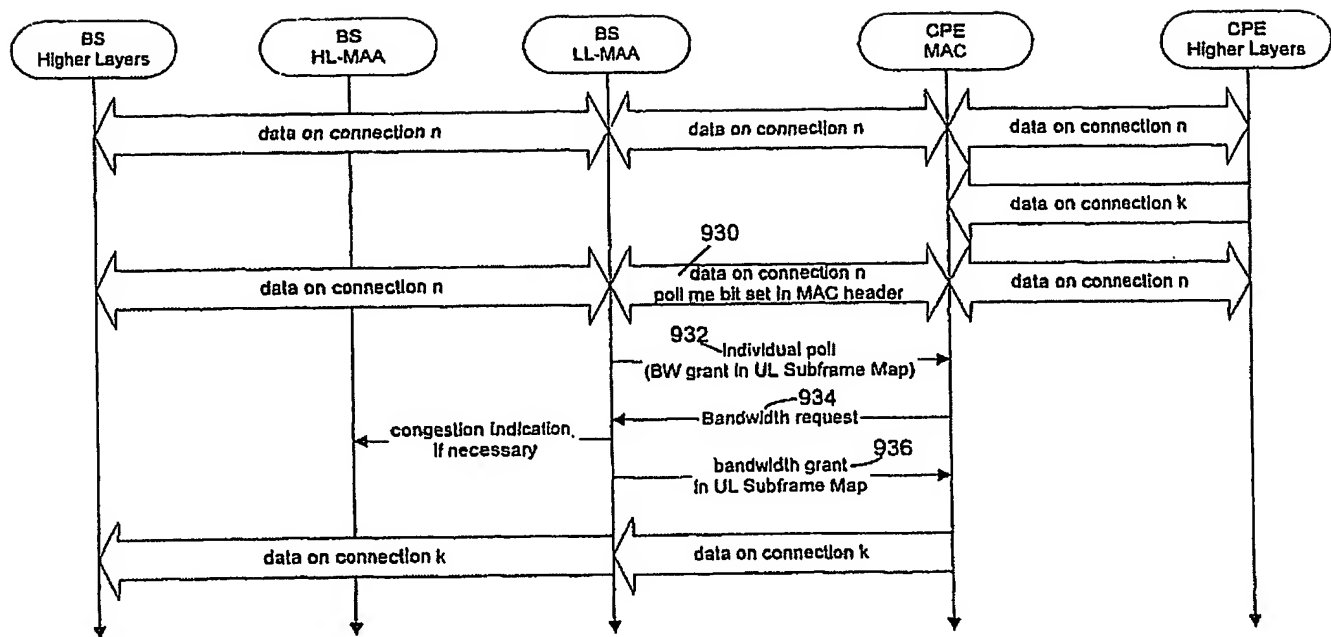 BS
Higher Layers
BS
HL-MAA
BS
LL-MAA
CPE
MAC
CPE
Higher Layers
data on connection n
data on connection n
data on connection n
data on connection k
930
data on connection n
data on connection n
poll me bit set in MAC header
data on connection n
932
Individual poll
(BW grant in UL Subframe Map)
934
Bandwidth request
congestion indication,
if necessary
936
bandwidth grant
in UL Subframe Map
data on connection k
data on connection k